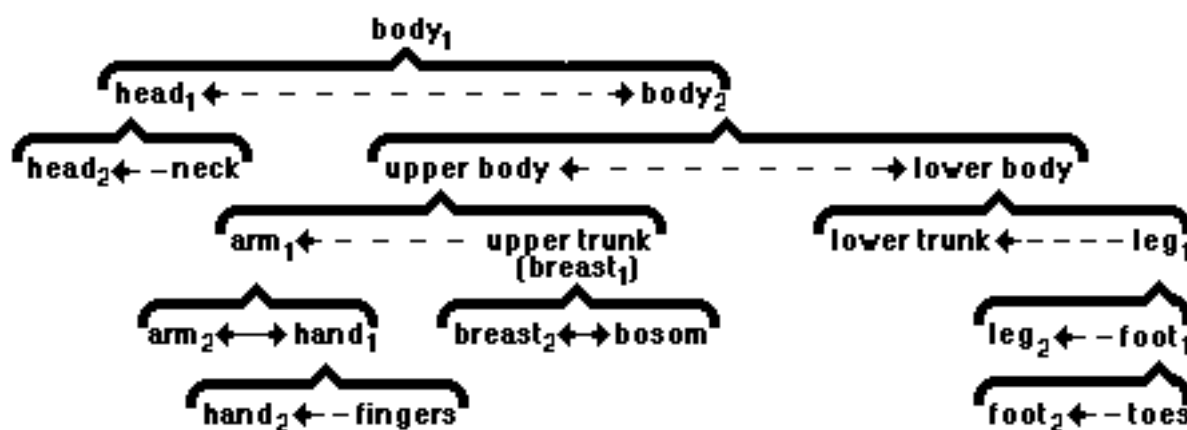 body₁
head₁ body₂
head₂ neck upper body lower body
arm₁ upper trunk lower trunk leg₁
(breast₁)
arm₂ hand₁ breast₂ bosom leg₂ foot₁
hand₂ fingers foot₂ toes